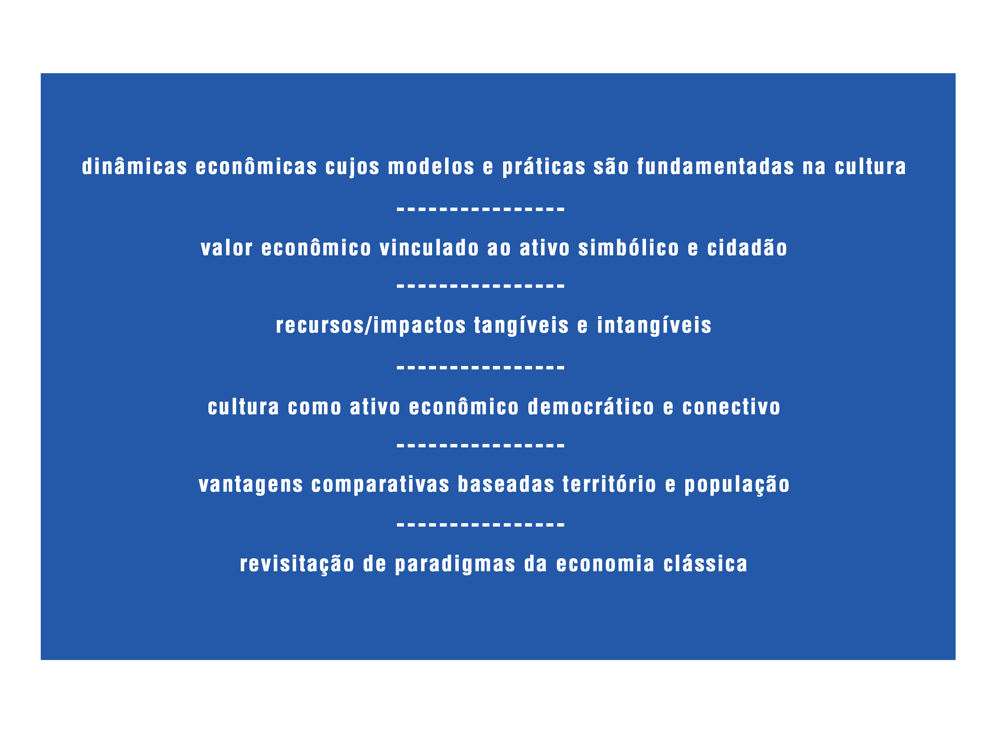 dinâmicas econômicas cujos modelos e práticas são fundamentadas na cultura
----------------
valor econômico vinculado ao ativo simbólico e cidadão
----------------
recursos/impactos tangíveis e intangíveis
----------------
cultura como ativo econômico democrático e conectivo
----------------
vantagens comparativas baseadas território e população
----------------
revisitação de paradigmas da economia clássica